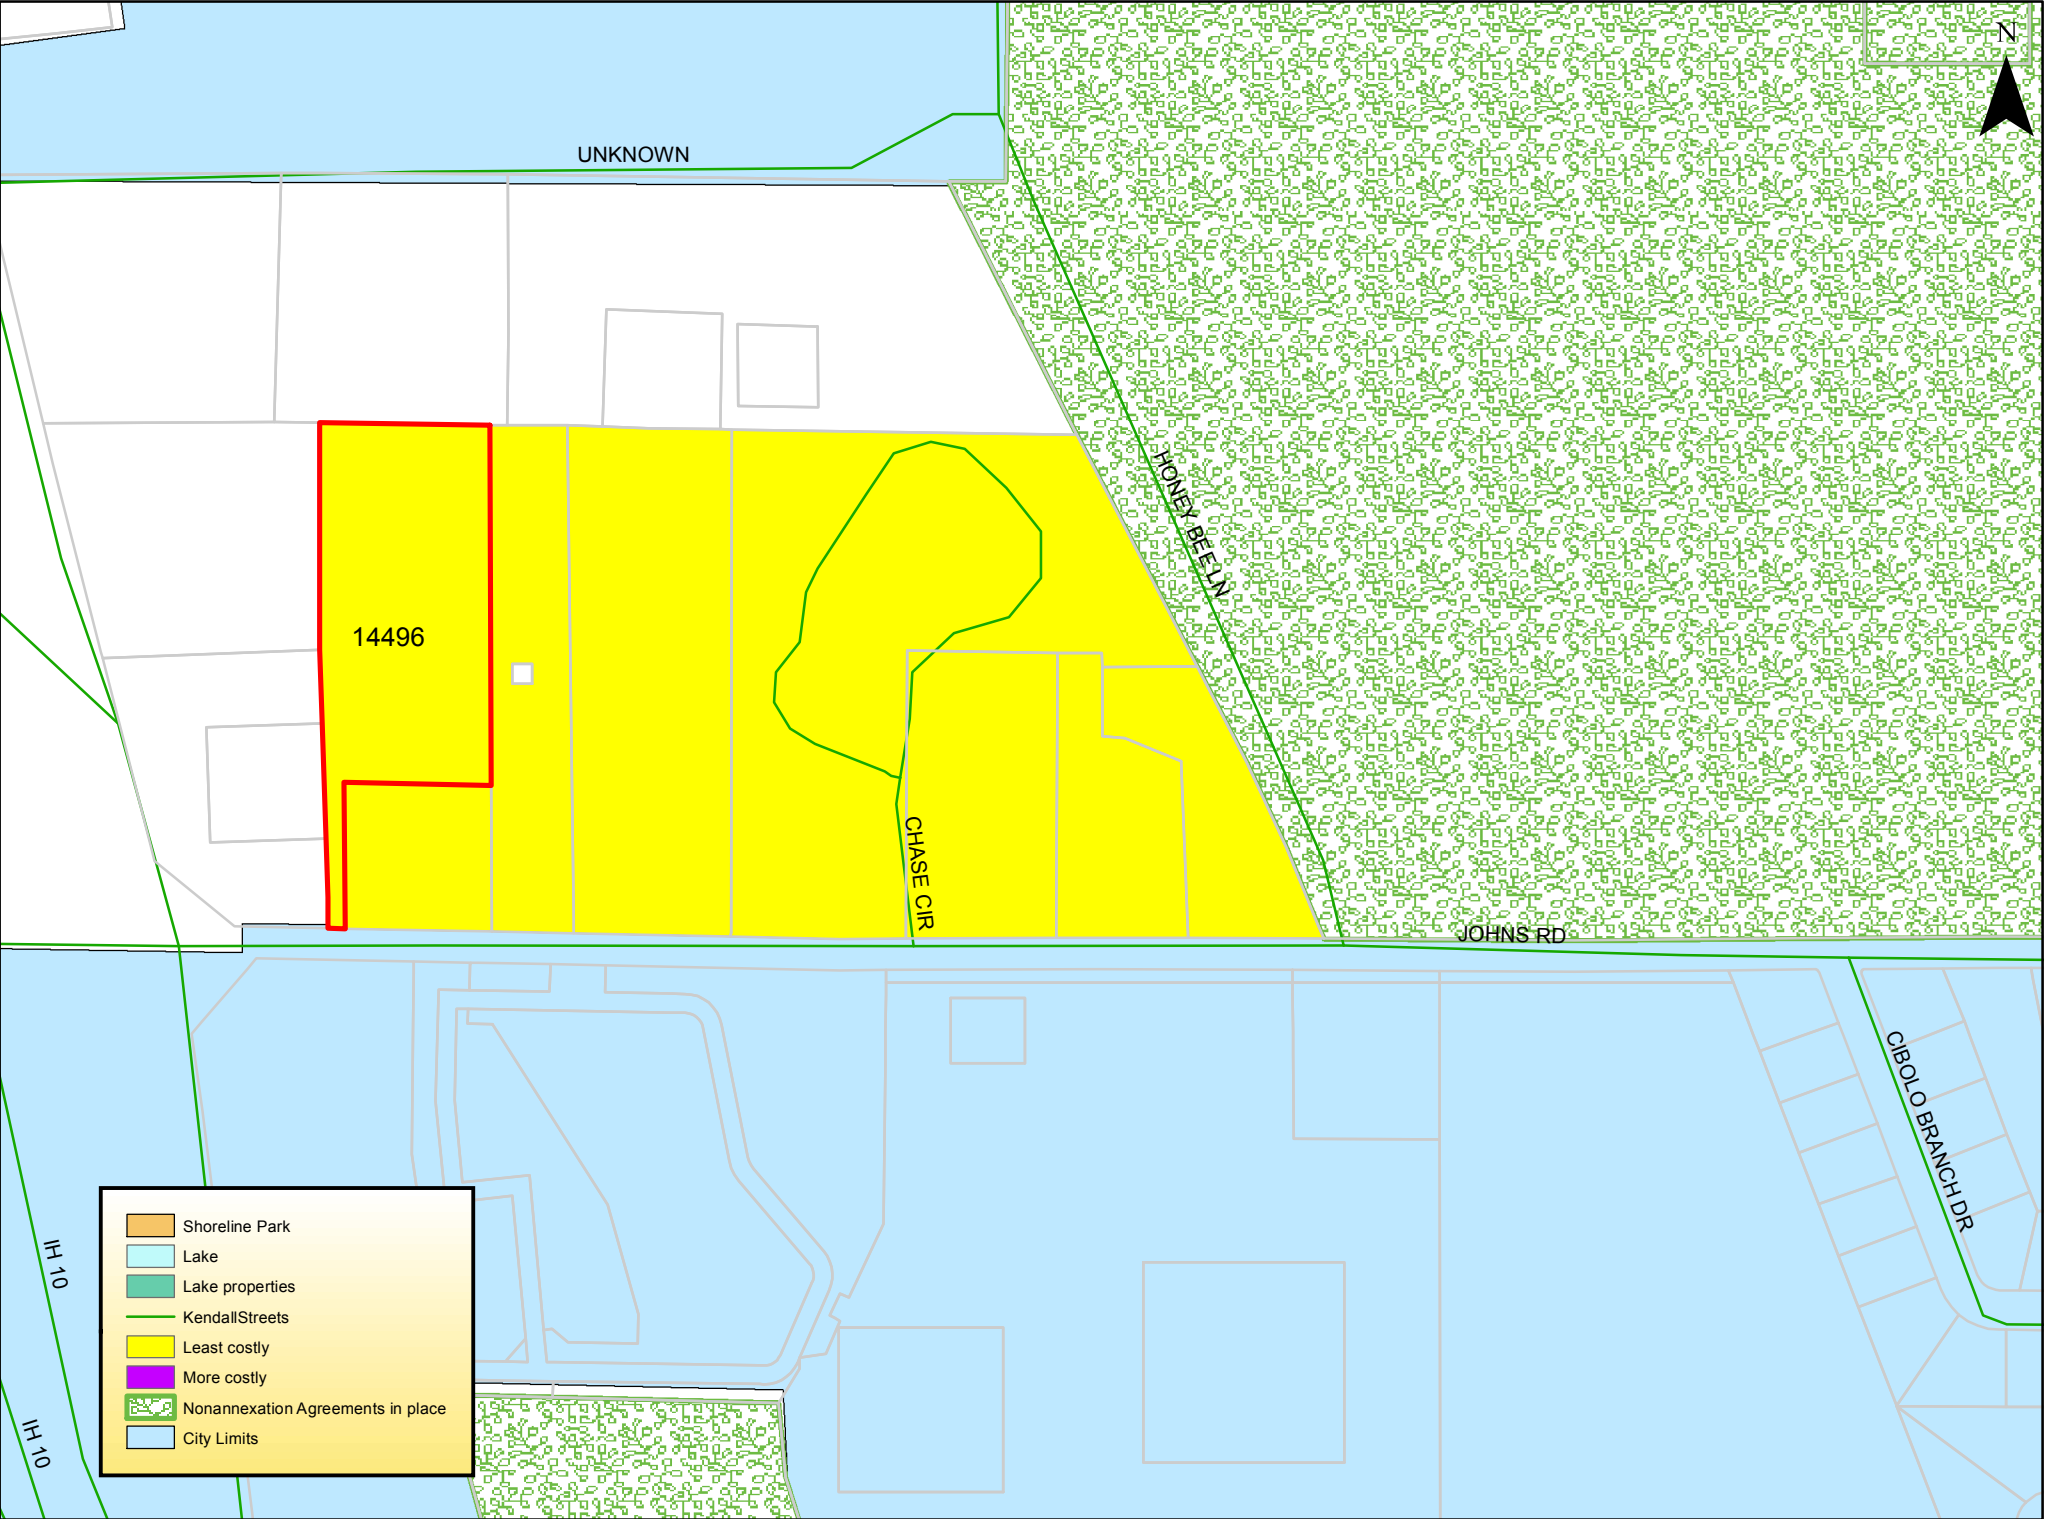 N
UNKNOWN
HONEY BEE LN
14496
CHASE CIR
JOHNS RD
CIBOLO BRANCH DR
IH 10
IH 10
Shoreline Park
Lake
Lake properties
KendallStreets
Least costly
More costly
Nonannexation Agreements in place
City Limits